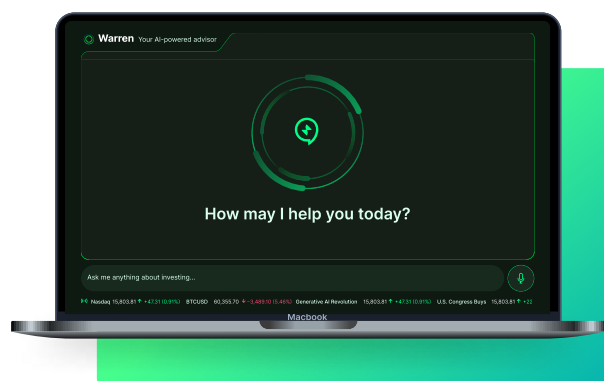 Warren Your AI-powered advisor
How may I help you today?
Ask me anything about investing...
Nasdaq 15,803.81 +47.31 (0.91%) BTCUSD 60,355.70 -3,489.10 (5.46%) Generative AI Revolution 15,803.81 +47.31 (0.91%) U.S. Congress Buys 15,803.81 +22
Macbook